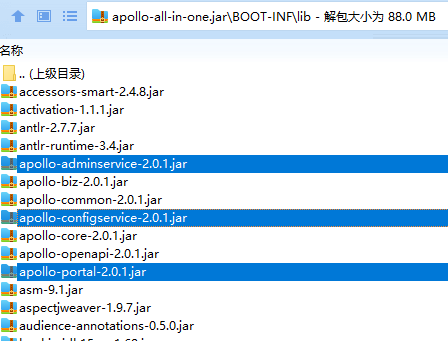 apollo-all-in-one.jar\BOOT-INF\lib - 解包大小为 88.0 MB
名称
.. (上级目录)
accessors-smart-2.4.8.jar
activation-1.1.1.jar
antlr-2.7.7.jar
antlr-runtime-3.4.jar
apollo-adminservice-2.0.1.jar
apollo-biz-2.0.1.jar
apollo-common-2.0.1.jar
apollo-configservice-2.0.1.jar
apollo-core-2.0.1.jar
apollo-openapi-2.0.1.jar
apollo-portal-2.0.1.jar
asm-9.1.jar
aspectjweaver-1.9.7.jar
audience-annotations-0.5.0.jar